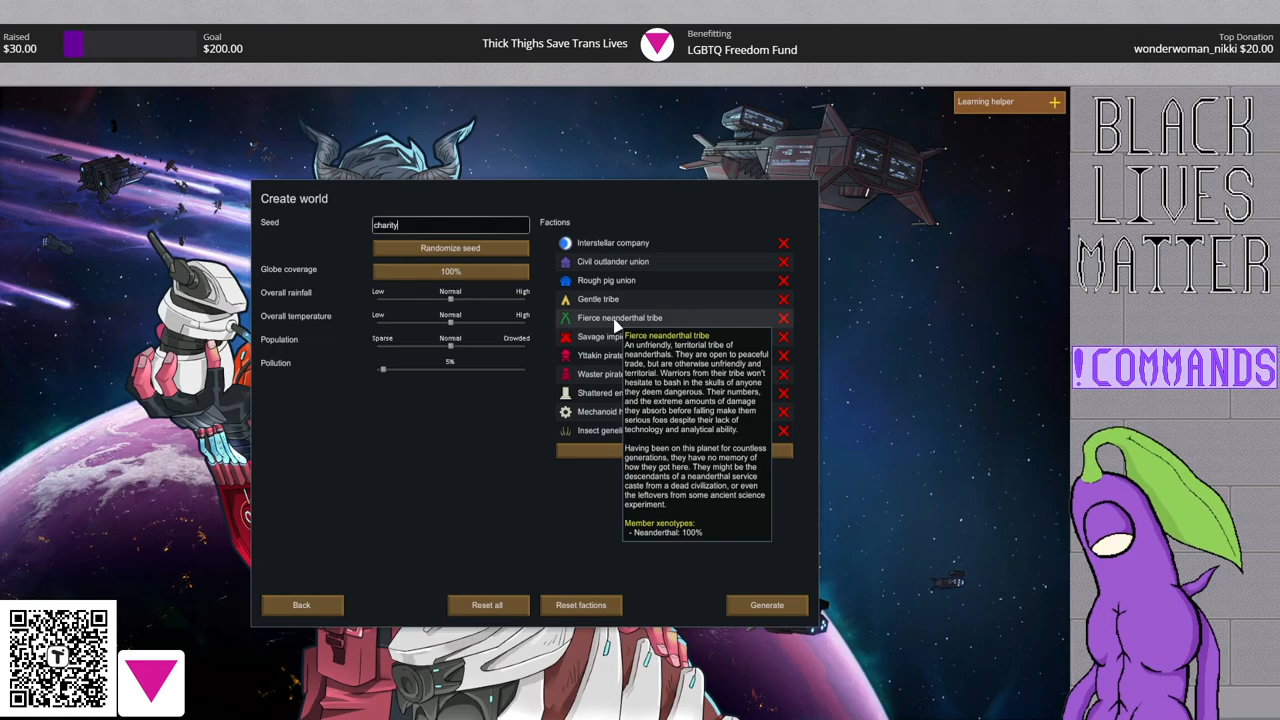 Raised
$30.00
Goal
$200.00
Thick Thighs Save Trans Lives
Benefitting
LGBTQ Freedom Fund
Top Donation
wonderwoman_nikki $20.00
Learning helper
BLACK
LIVES
MATTER
!COMMANDS
Create world
Seed
charity
Randomize seed
Globe coverage
100%
Overall rainfall
Low Normal High
Overall temperature
Low Normal High
Population
Sparse Normal Crowded
Pollution
5%
Factions
Interstellar company
Civil outlander union
Rough pig union
Gentle tribe
Fierce neanderthal tribe
Savage
Yttakin pirate
Waster pirate
Shattered
Mechanoid
Insect
Fierce neanderthal tribe
An unfriendly, territorial tribe of
neanderthals. They are open to peaceful
trade, but are otherwise unfriendly and
territorial. Warriors from their tribe won't
hesitate to bash in the skulls of anyone
they deem dangerous. Their numbers,
and the extreme amounts of damage
they absorb before falling make them
serious foes despite their lack of
technology and analytical ability.
Having been on this planet for countless
generations, they have no memory of
how they got here. They might be the
descendants of a neanderthal service
caste from a dead civilization, or even
the leftovers from some ancient science
experiment.
Member xenotypes:
- Neanderthal: 100%
Back
Reset all
Reset factions
Generate